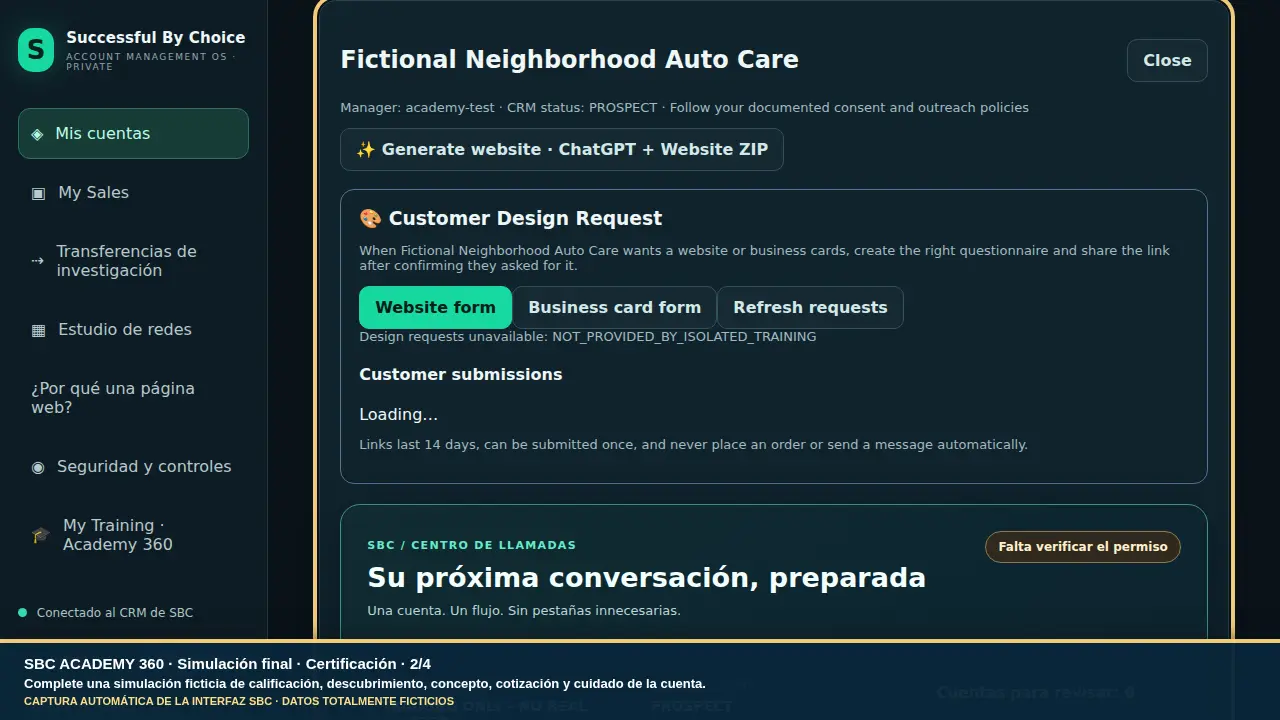 S
Successful By Choice
ACCOUNT MANAGEMENT OS ·
PRIVATE
◈ Mis cuentas
▣ My Sales
⇢ Transferencias de
investigación
▦ Estudio de redes
¿Por qué una página
web?
◉ Seguridad y controles
🎓 My Training ·
Academy 360
Conectado al CRM de SBC
Fictional Neighborhood Auto Care
Close
Manager: academy-test · CRM status: PROSPECT · Follow your documented consent and outreach policies
✨ Generate website · ChatGPT + Website ZIP
🎨 Customer Design Request
When Fictional Neighborhood Auto Care wants a website or business cards, create the right questionnaire and share the link
after confirming they asked for it.
Website form
Business card form
Refresh requests
Design requests unavailable: NOT_PROVIDED_BY_ISOLATED_TRAINING
Customer submissions
Loading...
Links last 14 days, can be submitted once, and never place an order or send a message automatically.
SBC / CENTRO DE LLAMADAS
Falta verificar el permiso
Su próxima conversación, preparada
Una cuenta. Un flujo. Sin pestañas innecesarias.
SBC ACADEMY 360 · Simulación final · Certificación · 2/4
Complete una simulación ficticia de calificación, descubrimiento, concepto, cotización y cuidado de la cuenta.
CAPTURA AUTOMÁTICA DE LA INTERFAZ SBC · DATOS TOTALMENTE FICTICIOS